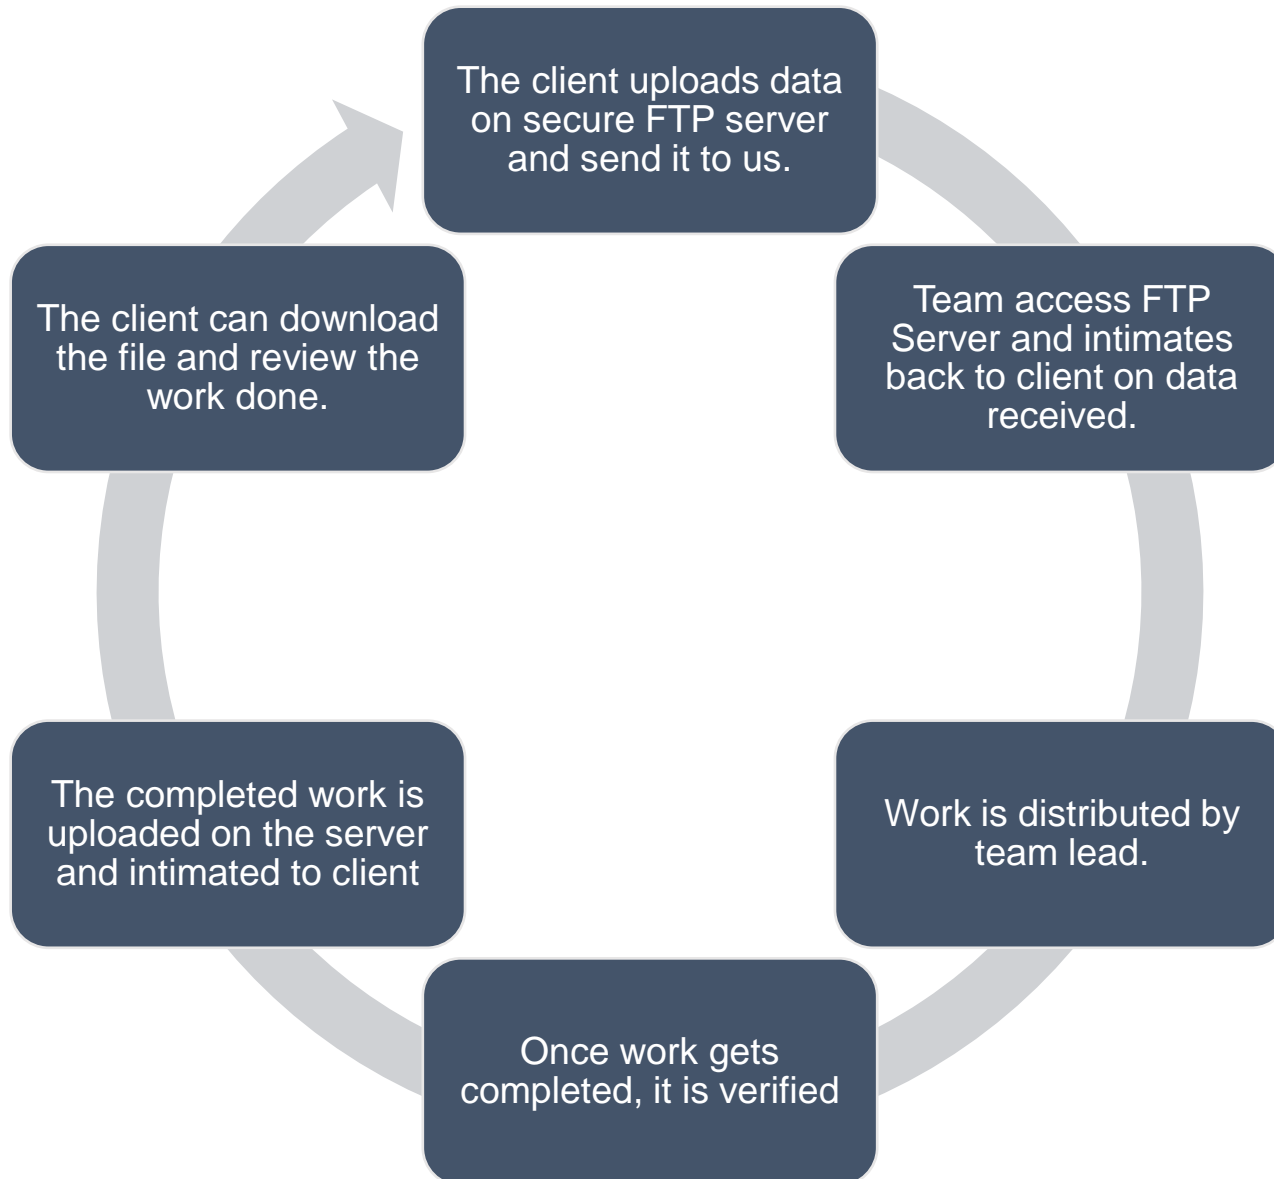 The client uploads data
on secure FTP server
and send it to us.
Team access FTP
Server and intimates
back to client on data
received.
Work is distributed by
team lead.
Once work gets
completed, it is verified
The completed work is
uploaded on the server
and intimated to client
The client can download
the file and review the
work done.